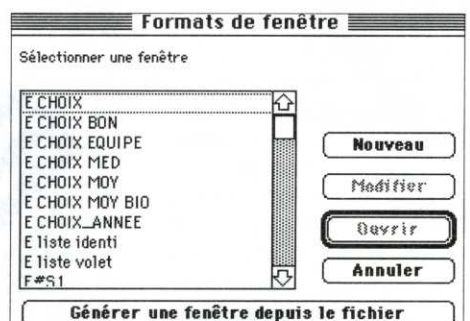 Formats de fenêtre
Sélectionner une fenêtre
E CHOIX
E CHOIX BON
E CHOIX EQUIPE
E CHOIX MED
E CHOIX MOY
E CHOIX MOY BIO
E CHOIX_ANNEE
E liste identi
E liste volet
E#S1
Nouveau
Modifier
Ouvrir
Annuler
Générer une fenêtre depuis le fichier